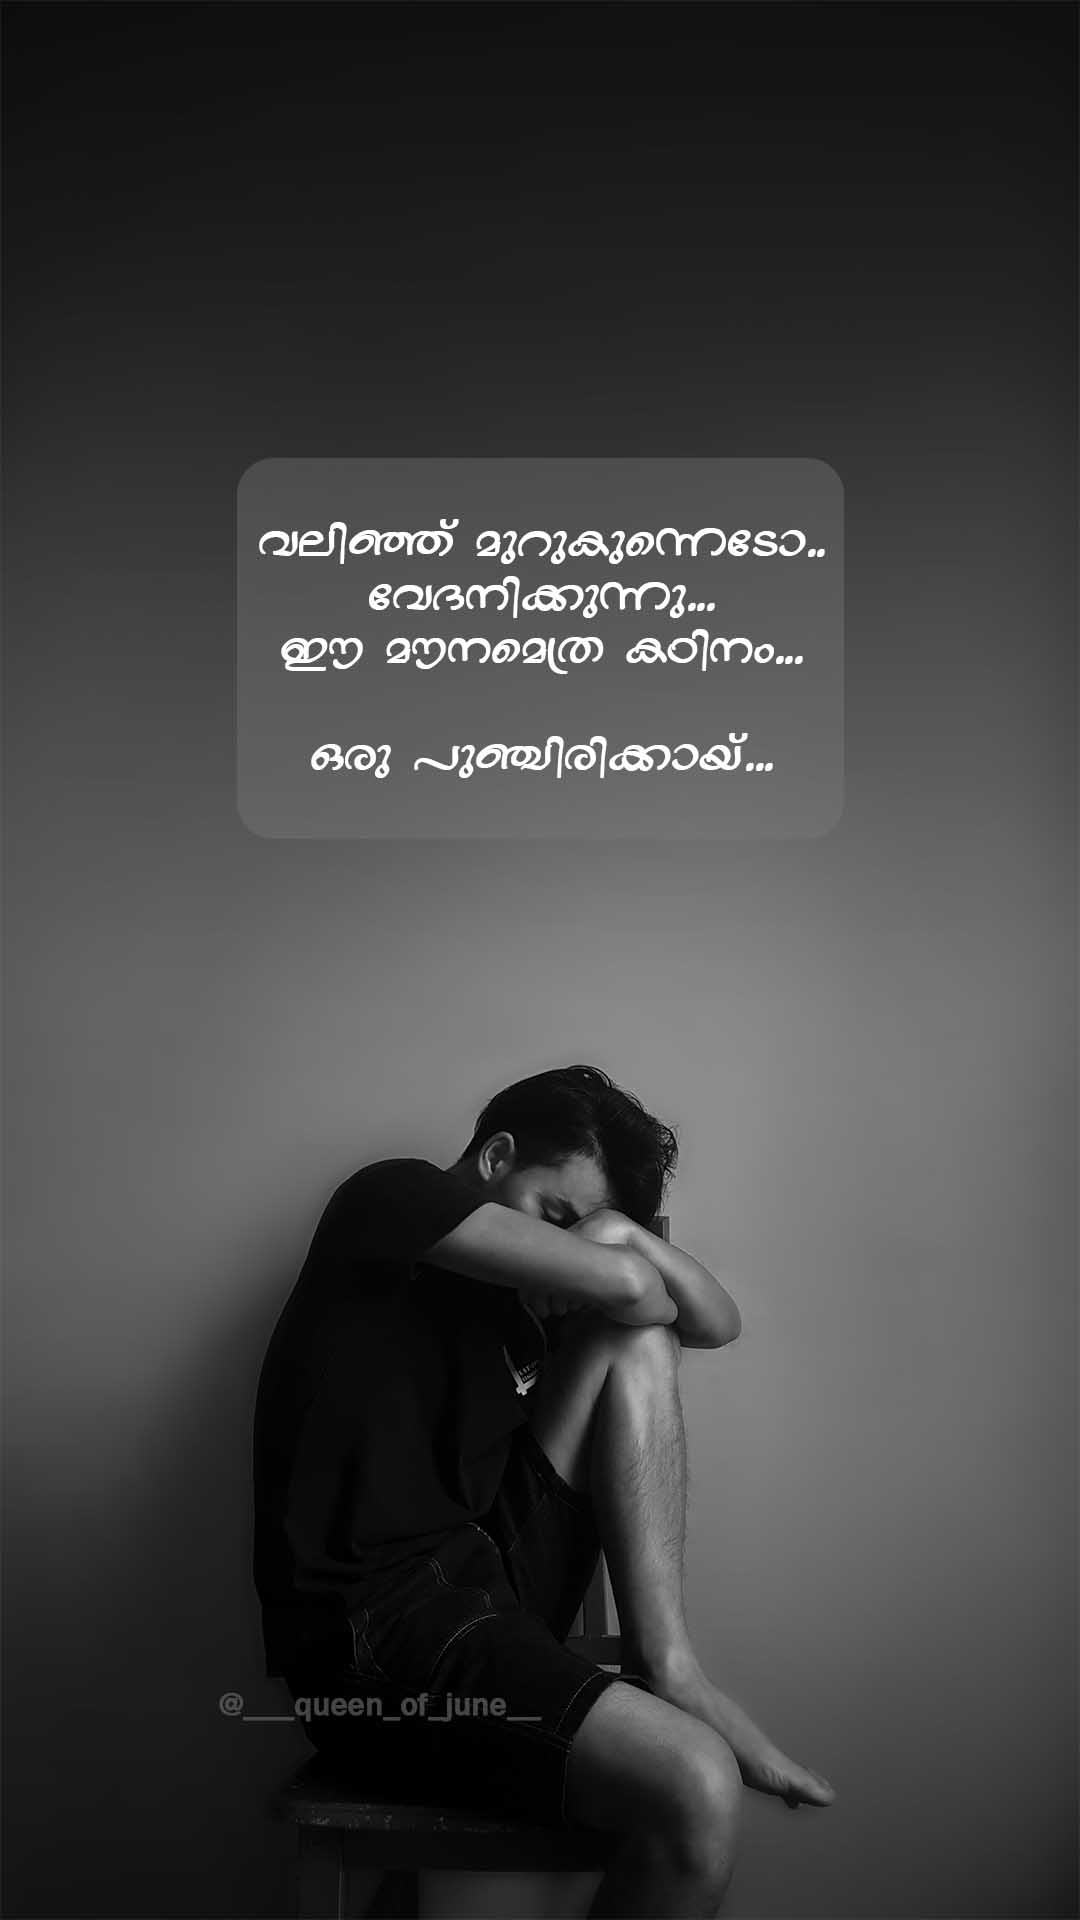 വലിഞ്ഞ് മുറുകുന്നെടോ..
വേദനിക്കുന്നു...
ഈ മൗനമെത്ര കഠിനം...
ഒരു പുഞ്ചിരിക്കായ്...
@___queen_of_june__